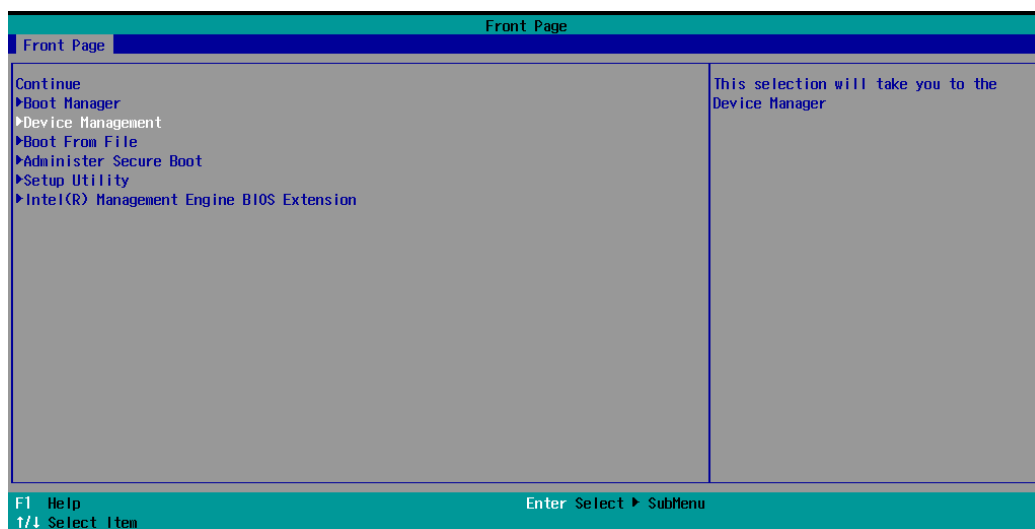 Front Page
Front Page
Continue
▶Boot Manager
▶Device Management
▶Boot From File
▶Administer Secure Boot
▶Setup Utility
▶Intel(R) Management Engine BIOS Extension
This selection will take you to the
Device Manager
F1 Help
Enter Select ▶ SubMenu
↑/↓ Select Item